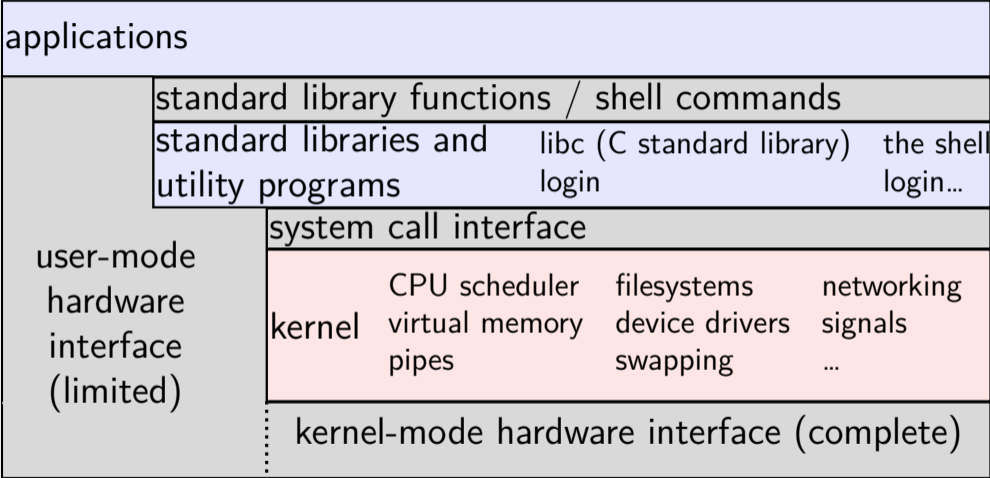 applications
standard library functions / shell commands
standard libraries and
utility programs
libc (C standard library)
login
the shell
login...
system call interface
user-mode
hardware
interface
(limited)
kernel
CPU scheduler
virtual memory
pipes
filesystems
device drivers
swapping
networking
signals
...
kernel-mode hardware interface (complete)